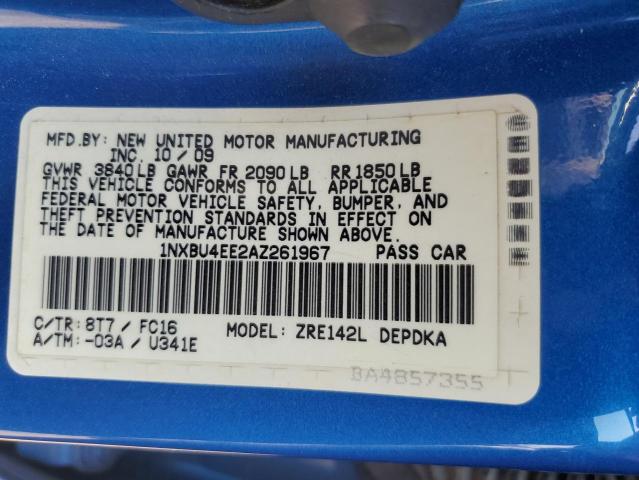 MFD.BY: NEW UNITED MOTOR MANUFACTURING
INC. 10 / 09
GVWR 3840 LB GAWR FR 2090 LB RR 1850 LB
THIS VEHICLE CONFORMS TO ALL APPLICABLE
FEDERAL MOTOR VEHICLE SAFETY, BUMPER, AND
THEFT PREVENTION STANDARDS IN EFFECT ON
THE DATE OF MANUFACTURE SHOWN ABOVE.
1NXBU4EE2AZ261967 PASS CAR
C/TR: 8T7 / FC16 MODEL: ZRE142L DEPDKA
A/TM: -03A / U341E
BA4857355